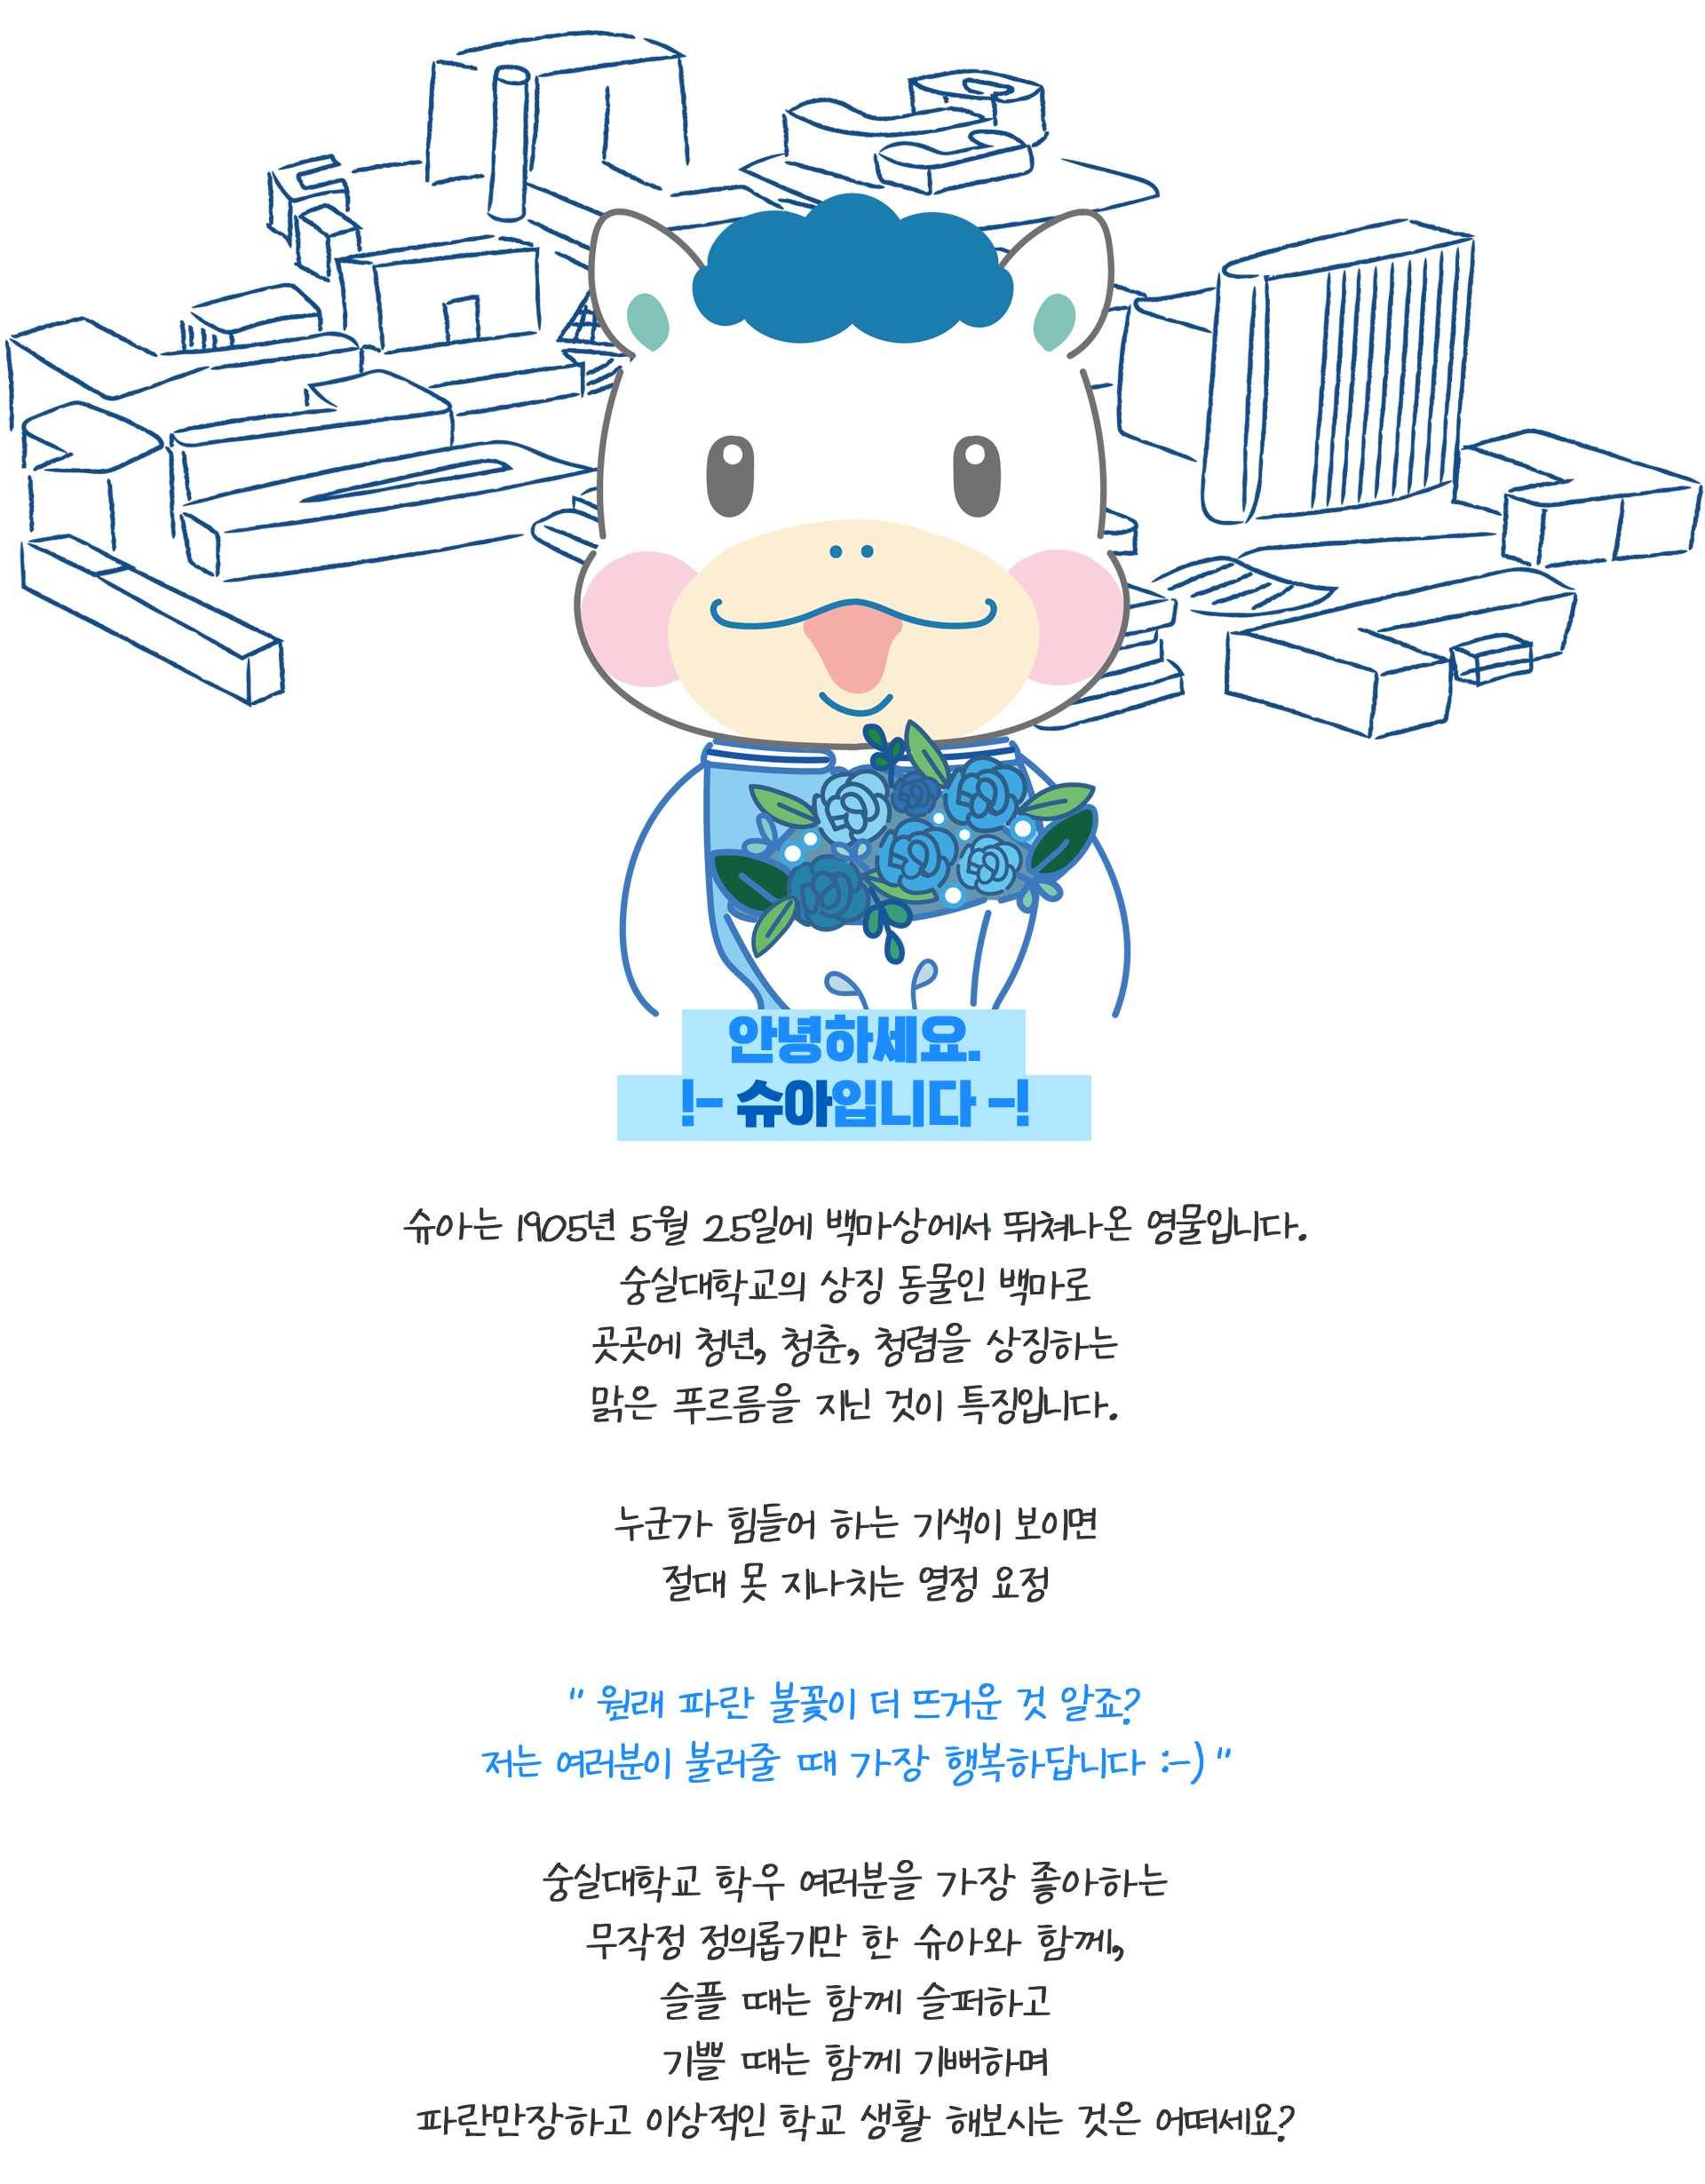 안녕하세요.
!- 슈아입니다 -!
슈아는 1905년 5월 25일에 백마상에서 뛰쳐나온 영물입니다.
숭실대학교의 상징 동물인 백마로
곳곳에 청년, 청춘, 청렴을 상징하는
맑은 푸르름을 지닌 것이 특징입니다.
누군가 힘들어 하는 기색이 보이면
절대 못 지나치는 열정 요정
" 원래 파란 불꽃이 더 뜨거운 것 알죠?
저는 여러분이 불러줄 때 가장 행복하답니다 :-) "
숭실대학교 학우 여러분을 가장 좋아하는
무작정 정의롭기만 한 슈아와 함께,
슬플 때는 함께 슬퍼하고
기쁠 때는 함께 기뻐하며
파란만장하고 이상적인 학교 생활 해보시는 것은 어떠세요?